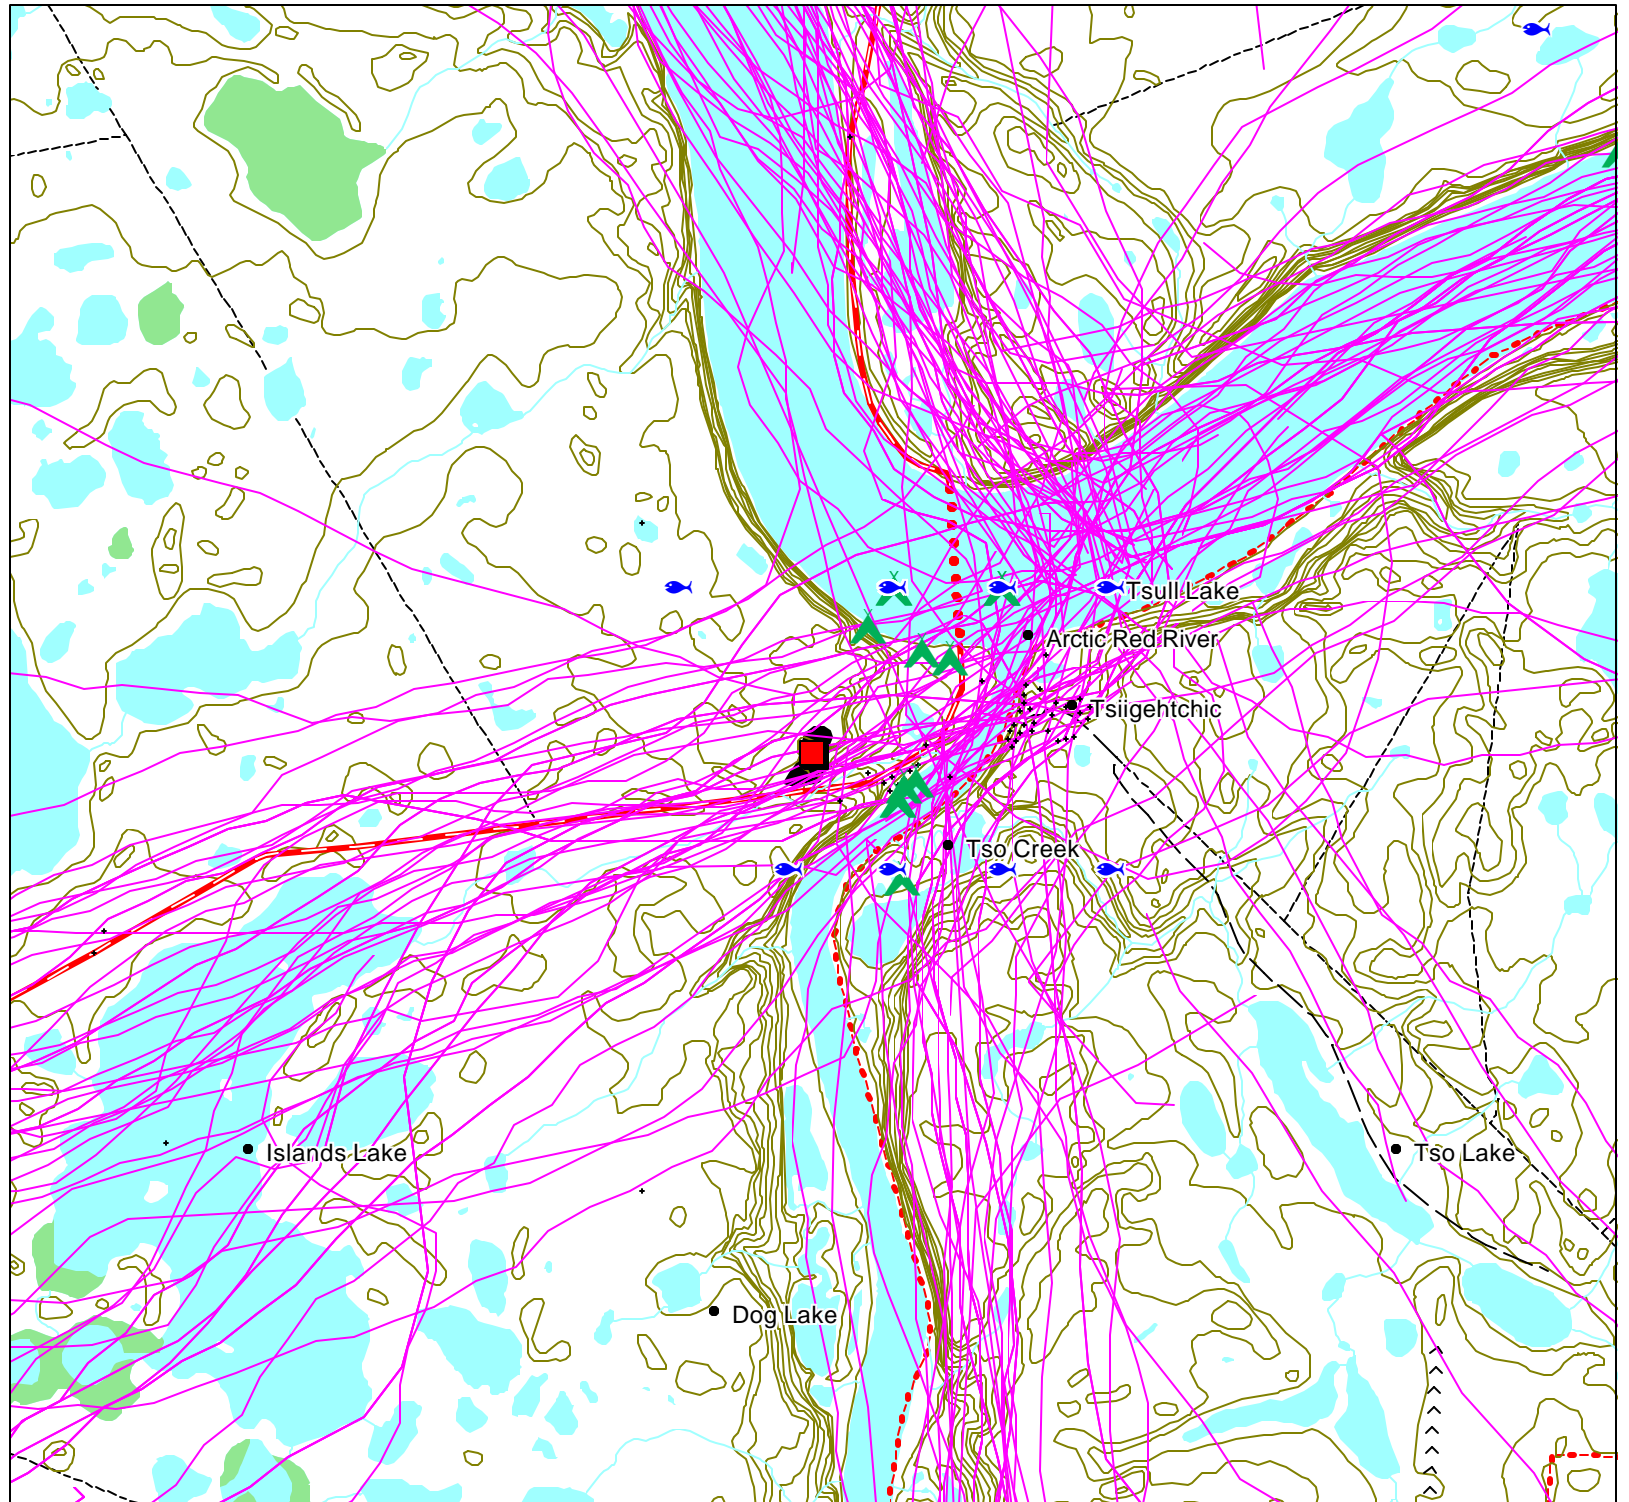 Tsull Lake
Arctic Red River
Tsiigehtchic
Tso Creek
Islands Lake
Tso Lake
Dog Lake